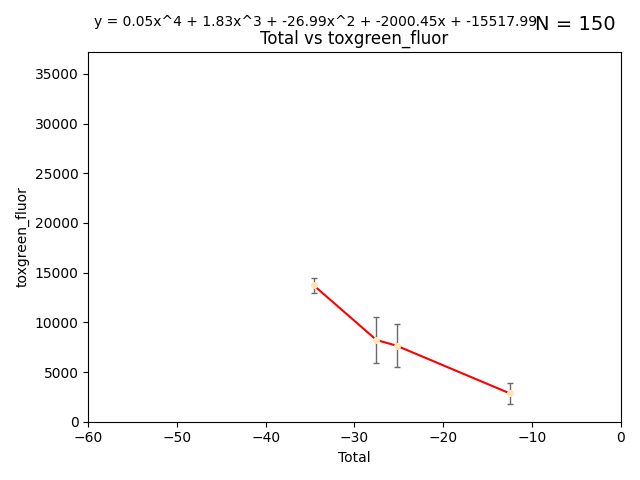 y = 0.05x^4 + 1.83x^3 + -26.99x^2 + -2000.45x + -15517.99
N = 150
Total vs toxgreen_fluor
toxgreen_fluor
35000
30000
25000
20000
15000
10000
5000
0
−60 −50 −40 −30 −20 −10 0
Total